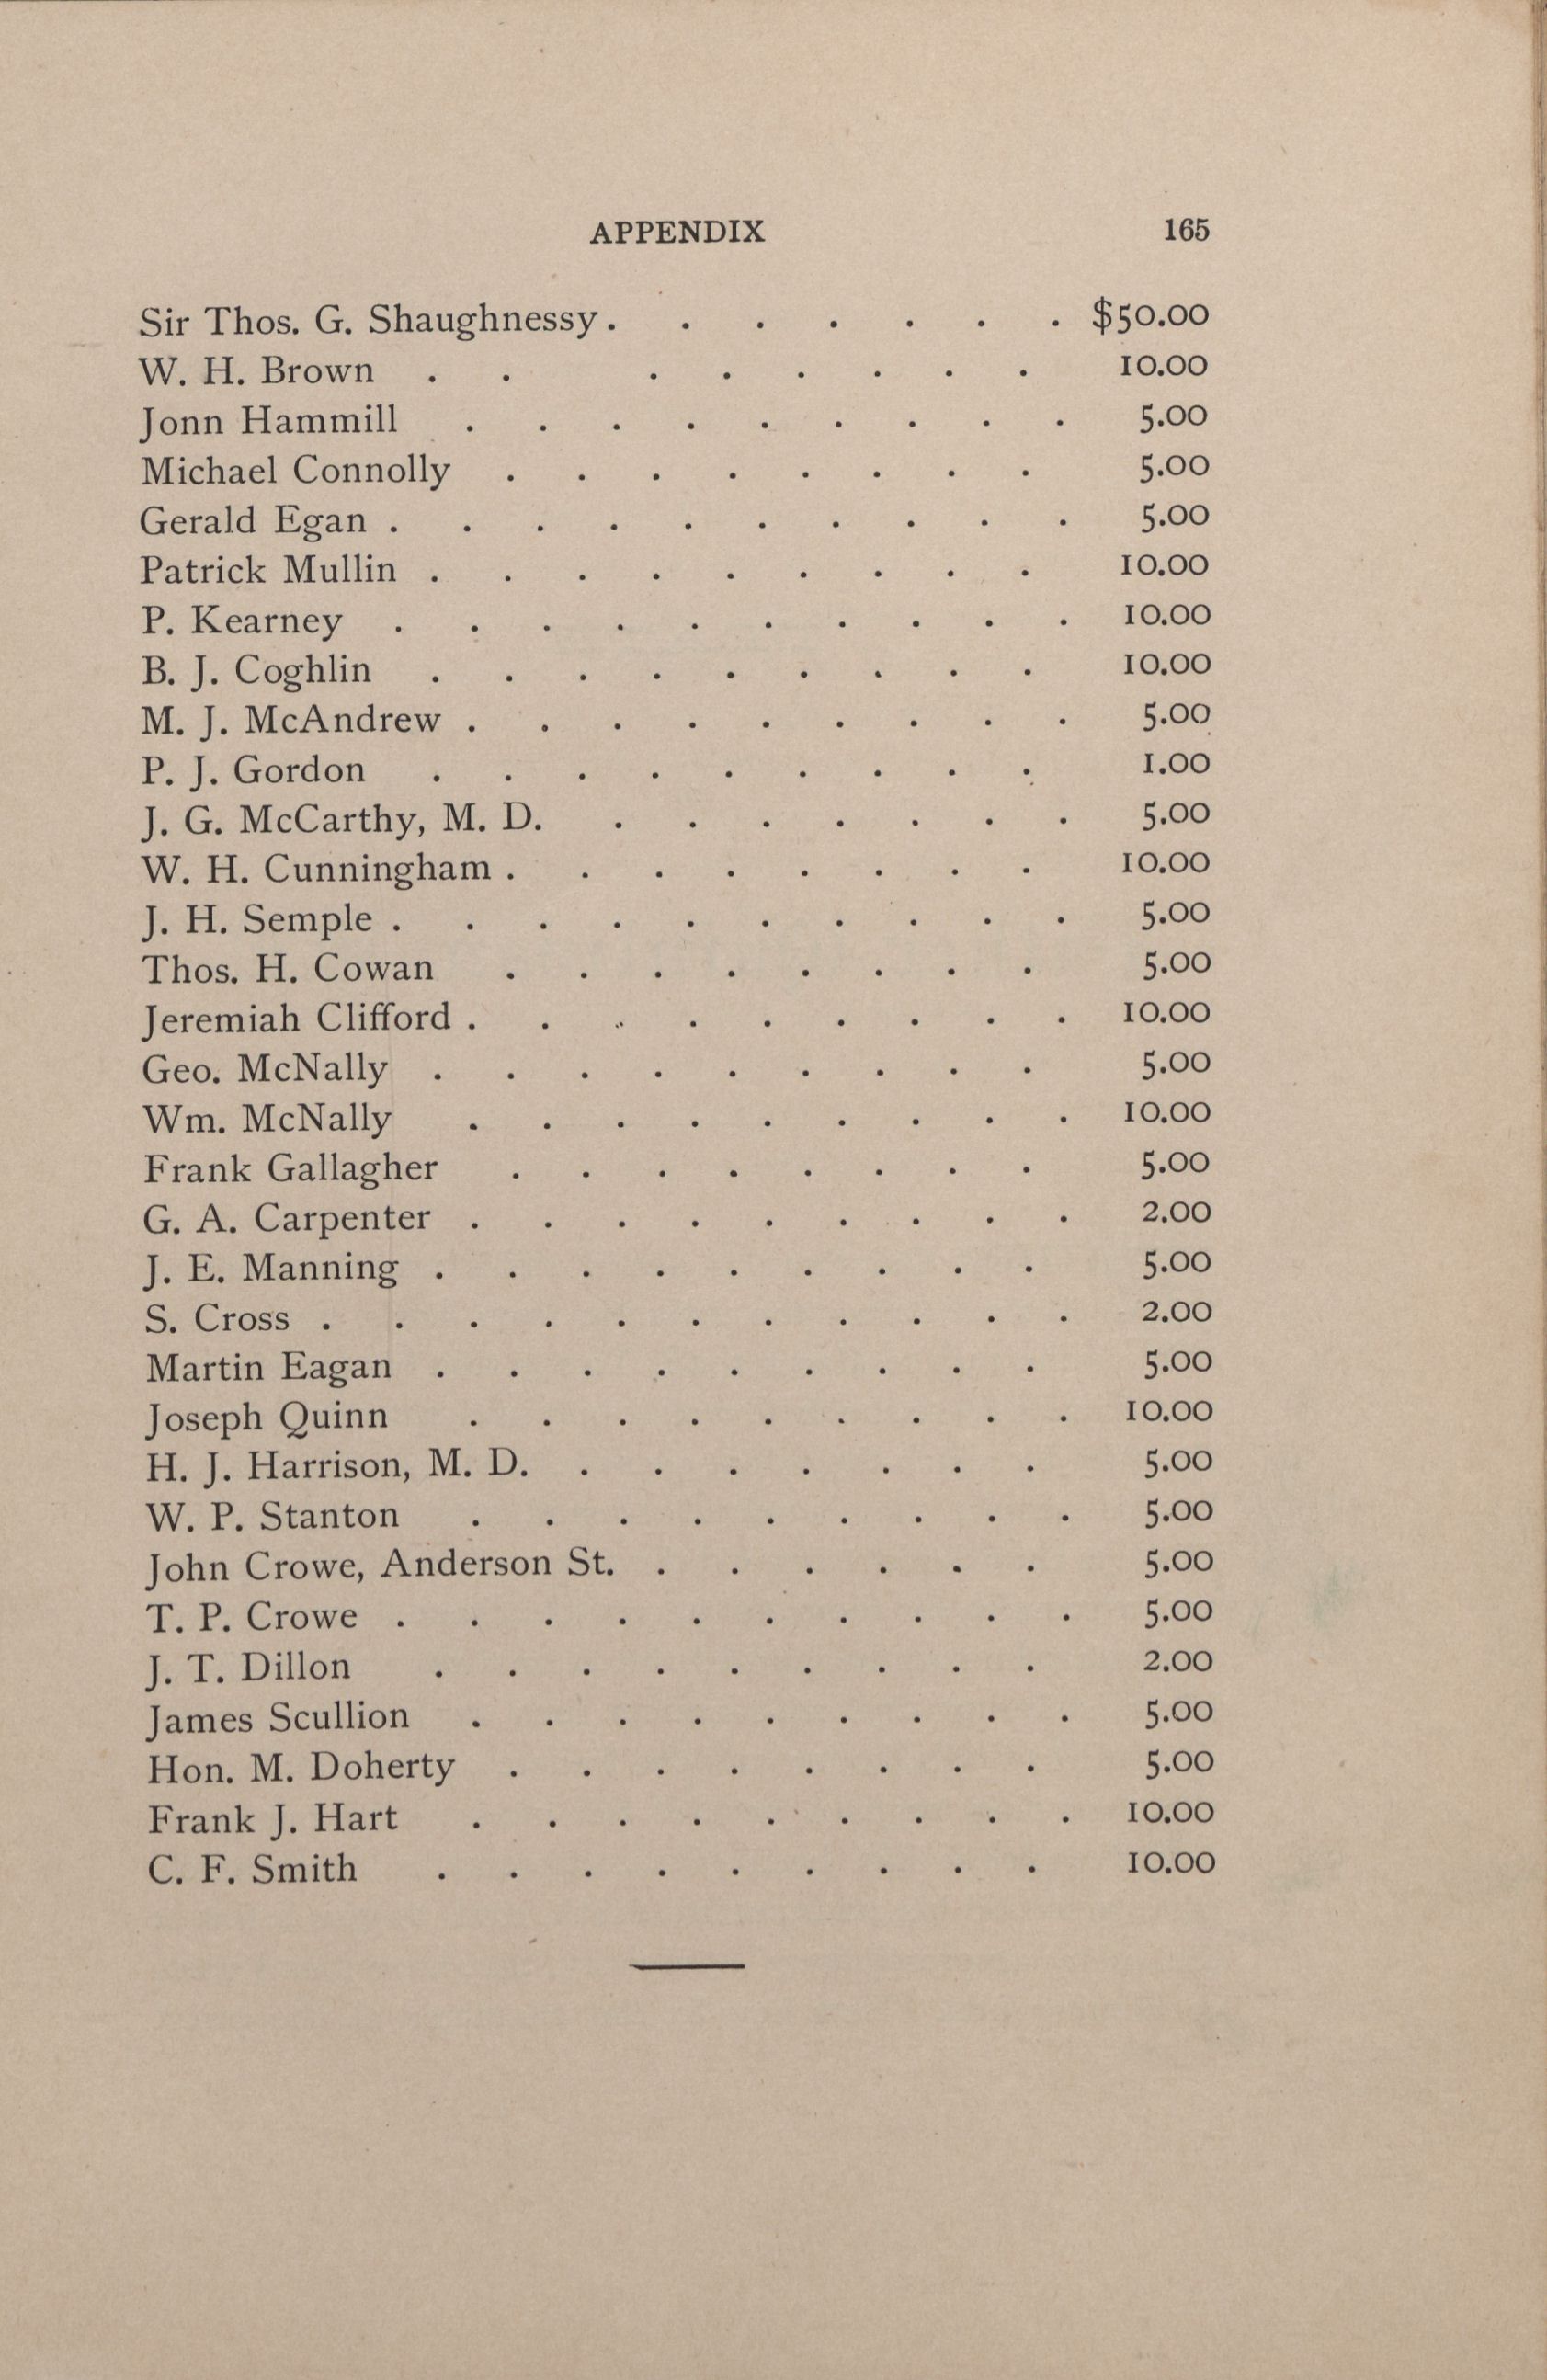 APPENDIX 165
Sir Thos. G. Shaughnessy . . . . . . . $50.00
W. H. Brown . . . . . . . . 10.00
Jonn Hammill . . . . . . . . . 5.00
Michael Connolly . . . . . . . . 5.00
Gerald Egan . . . . . . . . . . 5.00
Patrick Mullin . . . . . . . . . 10.00
P. Kearney . . . . . . . . . . 10.00
B. J. Coghlin . . . . . . . . . 10.00
M. J. McAndrew . . . . . . . . . 5.00
P. J. Gordon . . . . . . . . . 1.00
J. G. McCarthy, M. D. . . . . . . . 5.00
W. H. Cunningham . . . . . . . . 10.00
J. H. Semple . . . . . . . . . . 5.00
Thos. H. Cowan . . . . . . . . 5.00
Jeremiah Clifford . . . . . . . . . 10.00
Geo. McNally . . . . . . . . . 5.00
Wm. McNally . . . . . . . . . 10.00
Frank Gallagher . . . . . . . . 5.00
G. A. Carpenter . . . . . . . . . 2.00
J. E. Manning . . . . . . . . . 5.00
S. Cross . . . . . . . . . . . 2.00
Martin Eagan . . . . . . . . . 5.00
Joseph Quinn . . . . . . . . . 10.00
H. J. Harrison, M. D. . . . . . . . 5.00
W. P. Stanton . . . . . . . . . 5.00
John Crowe, Anderson St. . . . . . . 5.00
T. P. Crowe . . . . . . . . . . 5.00
J. T. Dillon . . . . . . . . . 2.00
James Scullion . . . . . . . . . 5.00
Hon. M. Doherty . . . . . . . . 5.00
Frank J. Hart . . . . . . . . . 10.00
C. F. Smith . . . . . . . . . 10.00